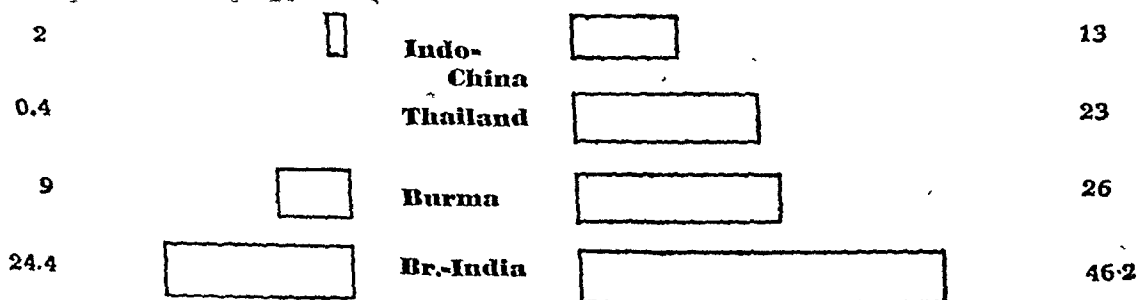 2 Indo- 13
China
0.4 Thailand 23
9 Burma 26
24.4 Br.-India 46·2